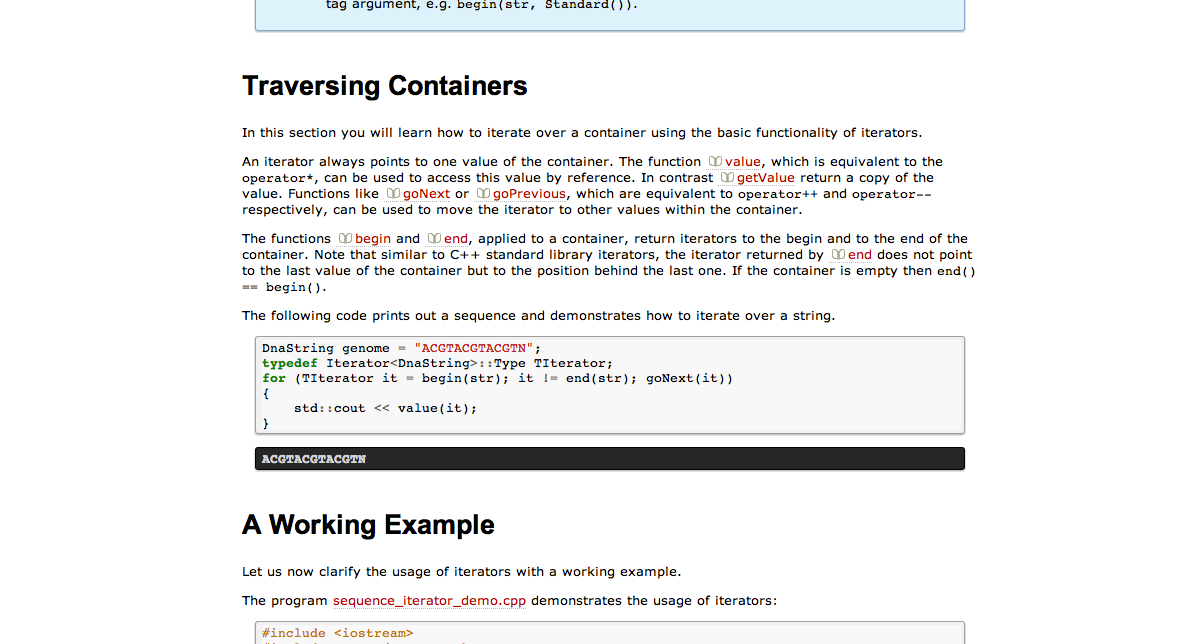 tag argument, e.g. begin(str, Standard()).
Traversing Containers
In this section you will learn how to iterate over a container using the basic functionality of iterators.
An iterator always points to one value of the container. The function value, which is equivalent to the
operator*, can be used to access this value by reference. In contrast getValue return a copy of the
value. Functions like goNext or goPrevious, which are equivalent to operator++ and operator--
respectively, can be used to move the iterator to other values within the container.
The functions begin and end, applied to a container, return iterators to the begin and to the end of the
container. Note that similar to C++ standard library iterators, the iterator returned by end does not point
to the last value of the container but to the position behind the last one. If the container is empty then end()
== begin().
The following code prints out a sequence and demonstrates how to iterate over a string.
DnaString genome = "ACGTACGTACGTN";
typedef Iterator<DnaString>::Type TIterator;
for (TIterator it = begin(str); it != end(str); goNext(it))
{
    std::cout << value(it);
}
ACGTACGTACGTN
A Working Example
Let us now clarify the usage of iterators with a working example.
The program sequence_iterator_demo.cpp demonstrates the usage of iterators:
#include <iostream>